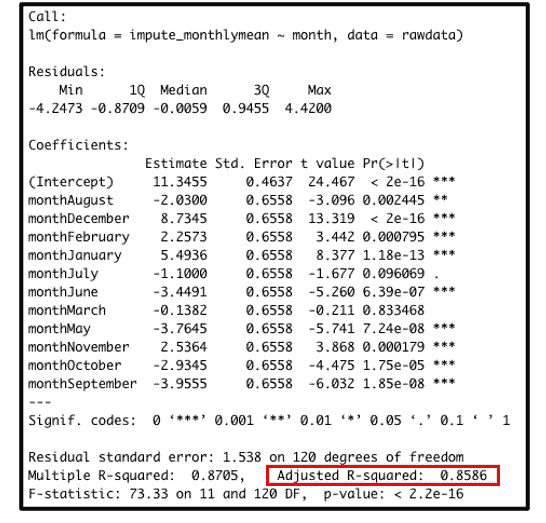 Call:
lm(formula = impute_monthlymean ~ month, data = rawdata)
Residuals:
Min 1Q Median 3Q Max
-4.2473 -0.8709 -0.0059 0.9455 4.4200
Coefficients:
Estimate Std. Error t value Pr(>|t|)
(Intercept) 11.3455 0.4637 24.467 < 2e-16 ***
monthAugust -2.0300 0.6558 -3.096 0.002445 **
monthDecember 8.7345 0.6558 13.319 < 2e-16 ***
monthFebruary 2.2573 0.6558 3.442 0.000795 ***
monthJanuary 5.4936 0.6558 8.377 1.18e-13 ***
monthJuly -1.1000 0.6558 -1.677 0.096069 .
monthJune -3.4491 0.6558 -5.260 6.39e-07 ***
monthMarch -0.1382 0.6558 -0.211 0.833468
monthMay -3.7645 0.6558 -5.741 7.24e-08 ***
monthNovember 2.5364 0.6558 3.868 0.000179 ***
monthOctober -2.9345 0.6558 -4.475 1.75e-05 ***
monthSeptember -3.9555 0.6558 -6.032 1.85e-08 ***
---
Signif. codes: 0 ‘***’ 0.001 ‘**’ 0.01 ‘*’ 0.05 ‘.’ 0.1 ‘ ’ 1
Residual standard error: 1.538 on 120 degrees of freedom
Multiple R-squared: 0.8705, Adjusted R-squared: 0.8586
F-statistic: 73.33 on 11 and 120 DF, p-value: < 2.2e-16